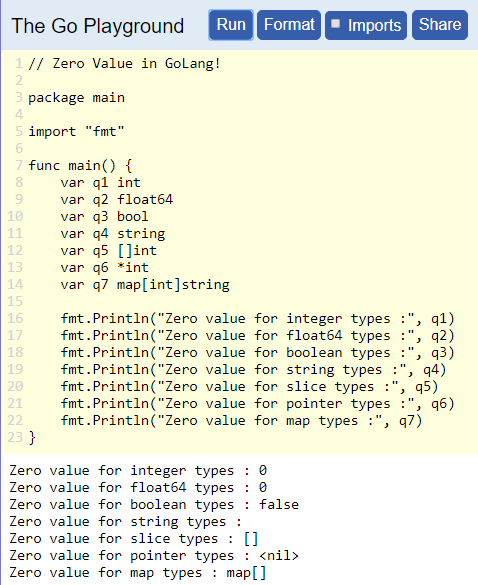 The Go Playground Run Format Imports Share
1 // Zero Value in GoLang!
2
3 package main
4
5 import "fmt"
6
7 func main() {
8     var q1 int
9     var q2 float64
10     var q3 bool
11     var q4 string
12     var q5 []int
13     var q6 *int
14     var q7 map[int]string
15
16     fmt.Println("Zero value for integer types :", q1)
17     fmt.Println("Zero value for float64 types :", q2)
18     fmt.Println("Zero value for boolean types :", q3)
19     fmt.Println("Zero value for string types :", q4)
20     fmt.Println("Zero value for slice types :", q5)
21     fmt.Println("Zero value for pointer types :", q6)
22     fmt.Println("Zero value for map types :", q7)
23 }
Zero value for integer types : 0
Zero value for float64 types : 0
Zero value for boolean types : false
Zero value for string types :
Zero value for slice types : []
Zero value for pointer types : <nil>
Zero value for map types : map[]